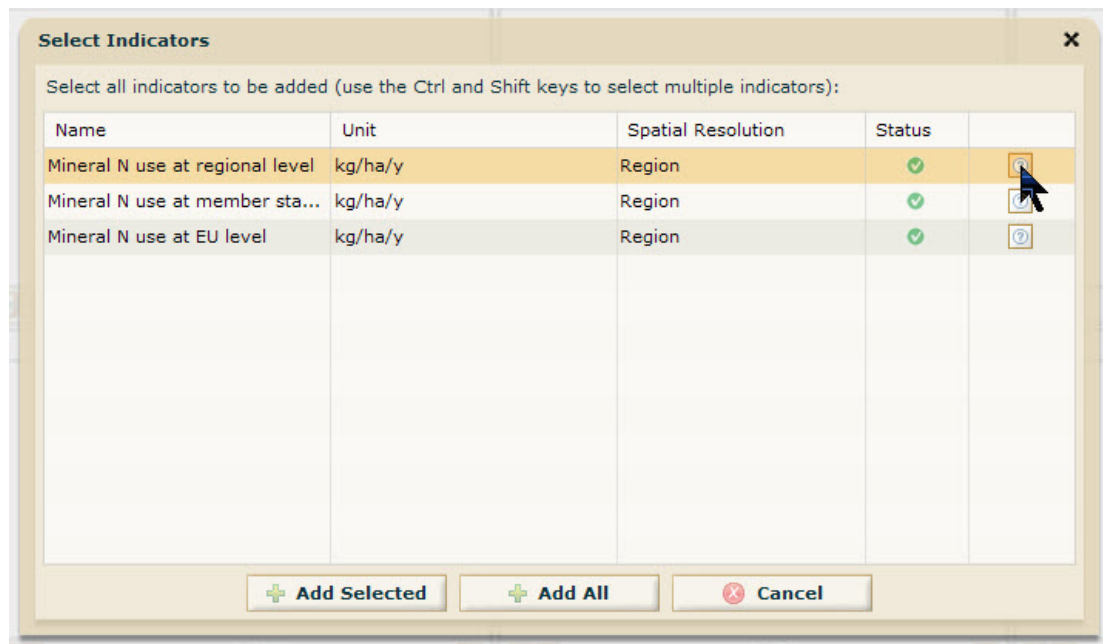 Select Indicators
Select all indicators to be added (use the Ctrl and Shift keys to select multiple indicators):
Name Unit Spatial Resolution Status
Mineral N use at regional level kg/ha/y Region
Mineral N use at member sta... kg/ha/y Region
Mineral N use at EU level kg/ha/y Region
Add Selected Add All Cancel